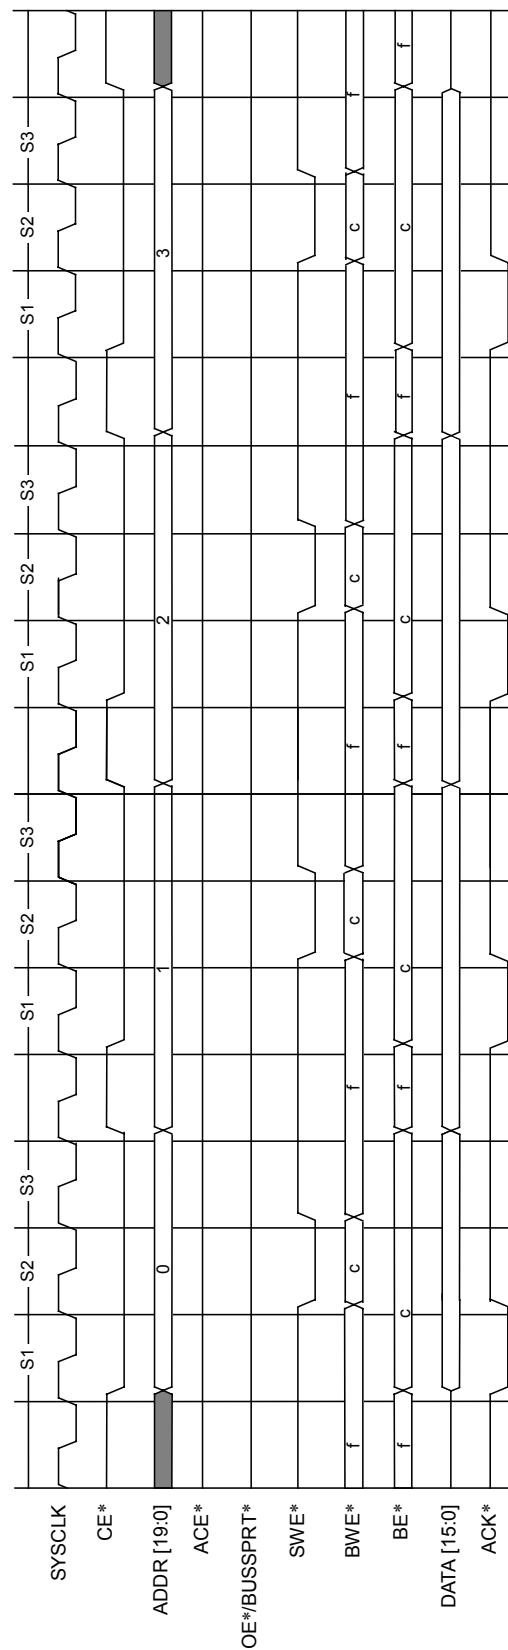 S1 S2 S3 S1 S2 S3 S1 S2 S3 S1 S2 S3
SYSCLK
CE*
ADDR [19:0] 0 1 2 3
ACE*
OE*/BUSSPRT*
SWE*
BWE* f c f c f c f c f
BE* f c f c f c f c f
DATA [15:0]
ACK*